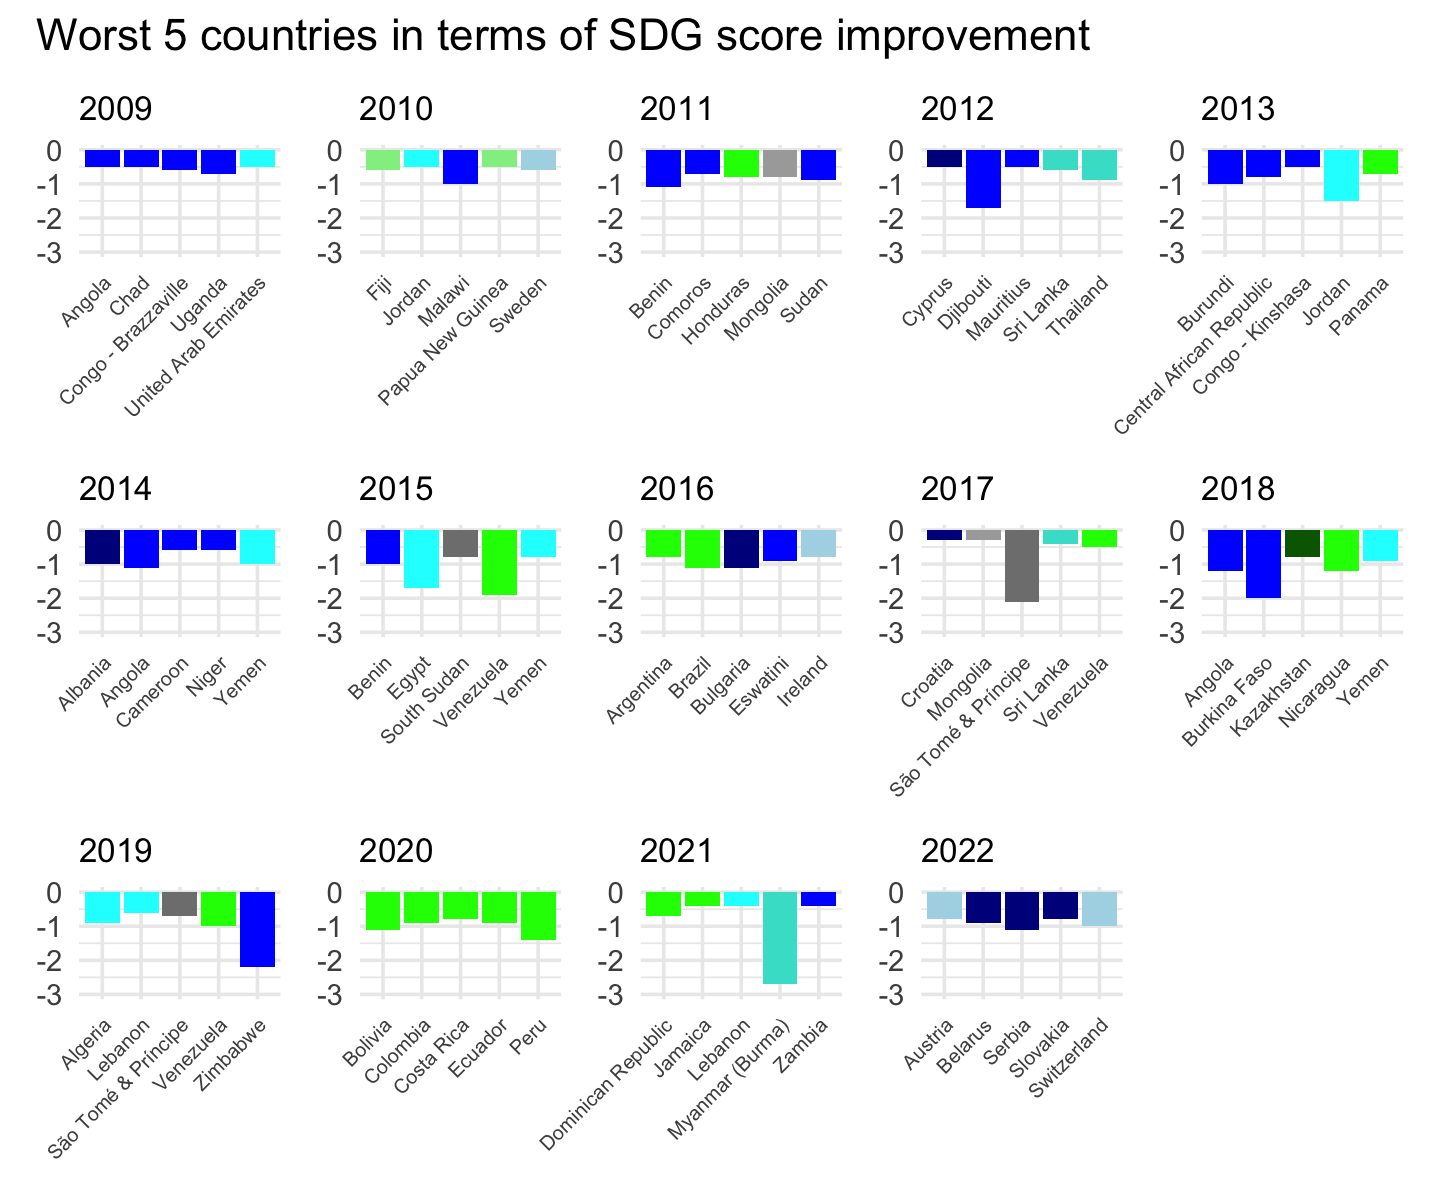 Worst 5 countries in terms of SDG score improvement
2009
0
-1
-2
-3
Angola
Chad
Congo - Brazzaville
Uganda
United Arab Emirates
2010
0
-1
-2
-3
Fiji
Jordan
Malawi
Papua New Guinea
Sweden
2011
0
-1
-2
-3
Benin
Comoros
Honduras
Mongolia
Sudan
2012
0
-1
-2
-3
Cyprus
Djibouti
Mauritius
Sri Lanka
Thailand
2013
0
-1
-2
-3
Burundi
Central African Republic
Congo - Kinshasa
Jordan
Panama
2014
0
-1
-2
-3
Albania
Angola
Cameroon
Niger
Yemen
2015
0
-1
-2
-3
Benin
Egypt
South Sudan
Venezuela
Yemen
2016
0
-1
-2
-3
Argentina
Brazil
Bulgaria
Eswatini
Ireland
2017
0
-1
-2
-3
Croatia
Mongolia
São Tomé & Príncipe
Sri Lanka
Venezuela
2018
0
-1
-2
-3
Angola
Burkina Faso
Kazakhstan
Nicaragua
Yemen
2019
0
-1
-2
-3
Algeria
Lebanon
São Tomé & Príncipe
Venezuela
Zimbabwe
2020
0
-1
-2
-3
Bolivia
Colombia
Costa Rica
Ecuador
Peru
2021
0
-1
-2
-3
Dominican Republic
Jamaica
Lebanon
Myanmar (Burma)
Zambia
2022
0
-1
-2
-3
Austria
Belarus
Serbia
Slovakia
Switzerland